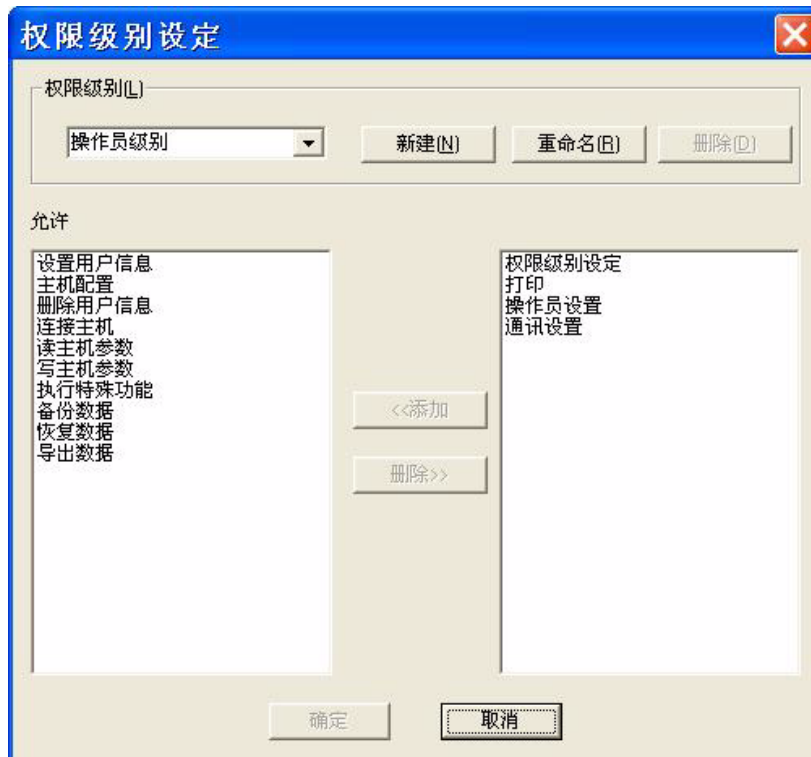 权限级别设定
权限级别(L)
操作员级别 新建(N) 重命名(R) 删除(D)
允许
设置用户信息
主机配置
删除用户信息
连接主机
读主机参数
写主机参数
执行特殊功能
备份数据
恢复数据
导出数据
<<添加
删除>>
权限级别设定
打印
操作员设置
通讯设置
确定 取消